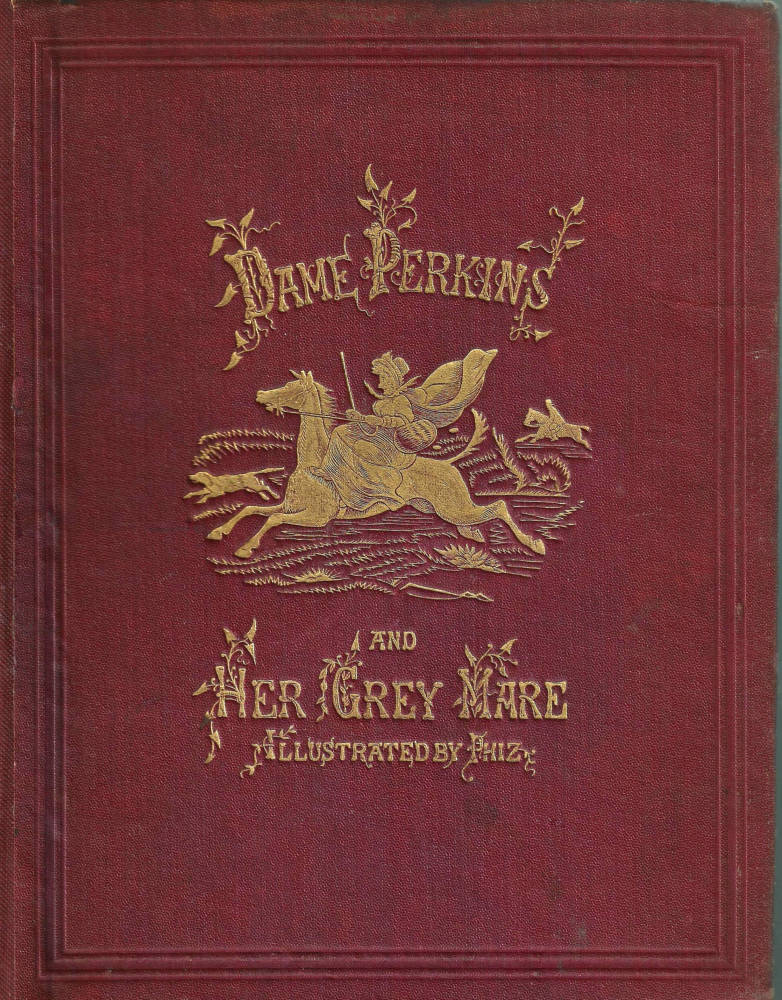 DAME PERKINS
AND
HER GREY MARE
ILLUSTRATED BY PHIZ